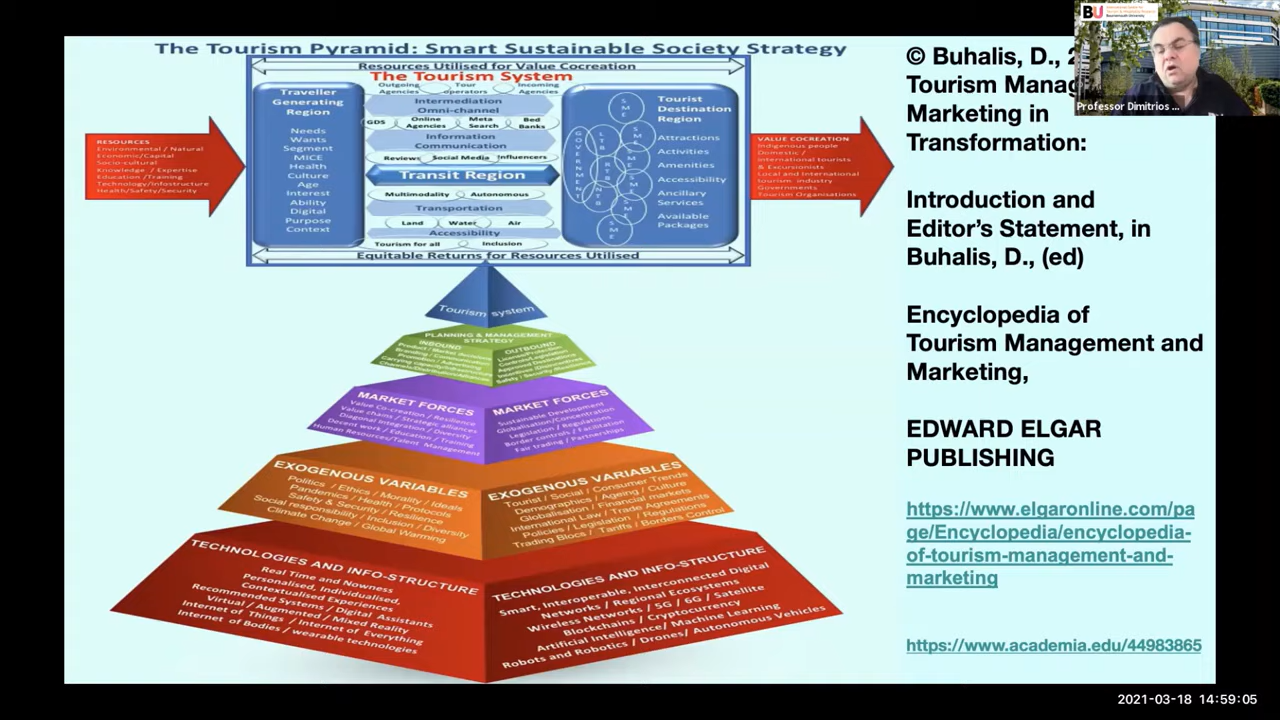 BU
Bournemouth University
Professor Dimitrios ...
The Tourism Pyramid: Smart Sustainable Society Strategy
Resources Utilised for Value Cocreation
The Tourism System
RESOURCES
Environmental / Natural
Economic/Capital
Socio-cultural
Knowledge / Expertise
Education /Training
Technology/Infostructure
Health/Safety/Security
Traveller
Generating
Region
Needs
Wants
Segment
MICE
Health
Culture
Age
Interest
Ability
Digital
Purpose
Context
Outgoing Agencies
Tour operators
Incoming Agencies
Intermediation
Omni-channel
GDS
Online Agencies
Meta Search
Bed Banks
Information
Communication
Reviews
Social Media
Influencers
Transit Region
Multimodality
Autonomous
Transportation
Land
Water
Air
Accessibility
Tourism for all
Inclusion
GOVERNMENT
SME
SME
SME
SME
SME
Tourist
Destination
Region
Attractions
Activities
Amenities
Accessibility
Ancillary
Services
Available
Packages
VALUE COCREATION
Indigenous people
Domestic /
International tourists
& Excursionists
Local and International
tourism industry
Governments
Tourism Organisations
Equitable Returns for Resources Utilised
Tourism system
PLANNING & MANAGEMENT
STRATEGY
INBOUND
OUTBOUND
MARKET FORCES
Value Co-creation / Resilience
Value chains / Strategic alliances
Diagonal Integration / Diversity
Decent work / Education / Training
Human Resources/Talent Management
MARKET FORCES
Sustainable Development
Globalisation/Concentration
Legislation / Regulations
Border controls / Facilitation
Fair trading / Partnerships
EXOGENOUS VARIABLES
Politics / Ethics / Morality / Ideals
Pandemics / Health / Protocols
Safety & Security / Resilience
Social responsibility / Inclusion / Diversity
Climate Change / Global Warming
EXOGENOUS VARIABLES
Tourist / Social / Consumer Trends
Demographics / Ageing / Culture
Globalisation / Financial markets
International Law / Trade Agreements
Policies / Legislation / Regulations
Trading Blocs / Tariffs / Borders Control
TECHNOLOGIES AND INFO-STRUCTURE
Real Time and Nowness
Personalised, Individualised,
Contextualised Experiences
Recommended Systems / Digital Assistants
Virtual / Augmented / Mixed Reality
Internet of Things / Internet of Everything
Internet of Bodies / wearable technologies
TECHNOLOGIES AND INFO-STRUCTURE
Smart, Interoperable, Interconnected Digital
Networks / Regional Ecosystems
Wireless Networks / 5G / 6G / Satellite
Blockchains / Cryptocurrency
Artificial Intelligence/ Machine Learning
Robots and Robotics / Drones/ Autonomous Vehicles
© Buhalis, D., 2
Tourism Manag
Marketing in
Transformation:
Introduction and
Editor's Statement, in
Buhalis, D., (ed)
Encyclopedia of
Tourism Management and
Marketing,
EDWARD ELGAR
PUBLISHING
https://www.elgaronline.com/pa
ge/Encyclopedia/encyclopedia-
of-tourism-management-and-
marketing
https://www.academia.edu/44983865
2021-03-18 14:59:05